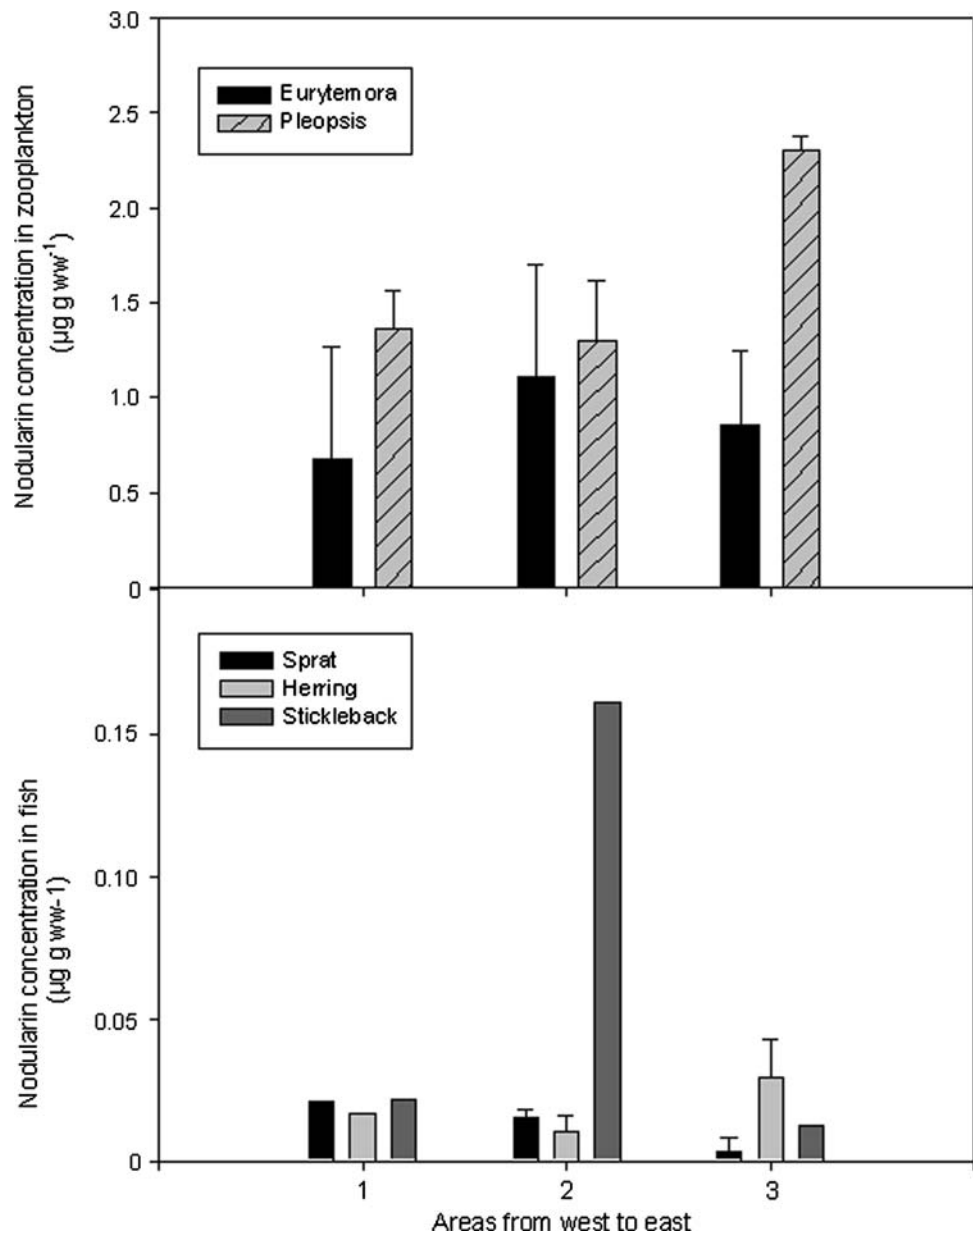 Nodularin concentration in zooplankton
(µg g ww⁻¹)
3.0
2.5
2.0
1.5
1.0
0.5
0
Eurytemora
Pleopsis
Nodularin concentration in fish
(µg g ww-1)
0.15
0.10
0.05
0
Sprat
Herring
Stickleback
1 2 3
Areas from west to east